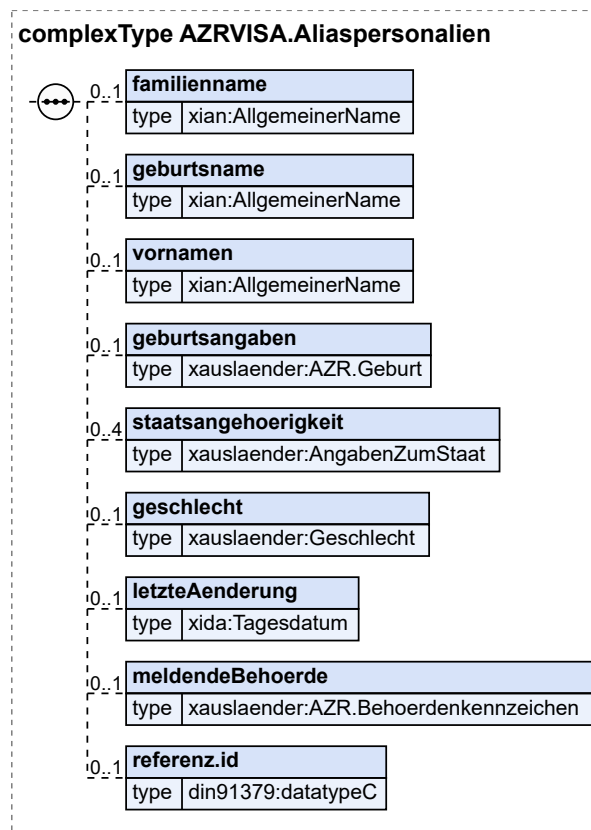 complexType AZRVISA.Aliaspersonalien
0..1 familienname
type xian:AllgemeinerName
0..1 geburtsname
type xian:AllgemeinerName
0..1 vornamen
type xian:AllgemeinerName
0..1 geburtsangaben
type xauslaender:AZR.Geburt
0..4 staatsangehoerigkeit
type xauslaender:AngabenZumStaat
0..1 geschlecht
type xauslaender:Geschlecht
0..1 letzteAenderung
type xida:Tagesdatum
0..1 meldendeBehoerde
type xauslaender:AZR.Behoerdenkennzeichen
0..1 referenz.id
type din91379:datatypeC